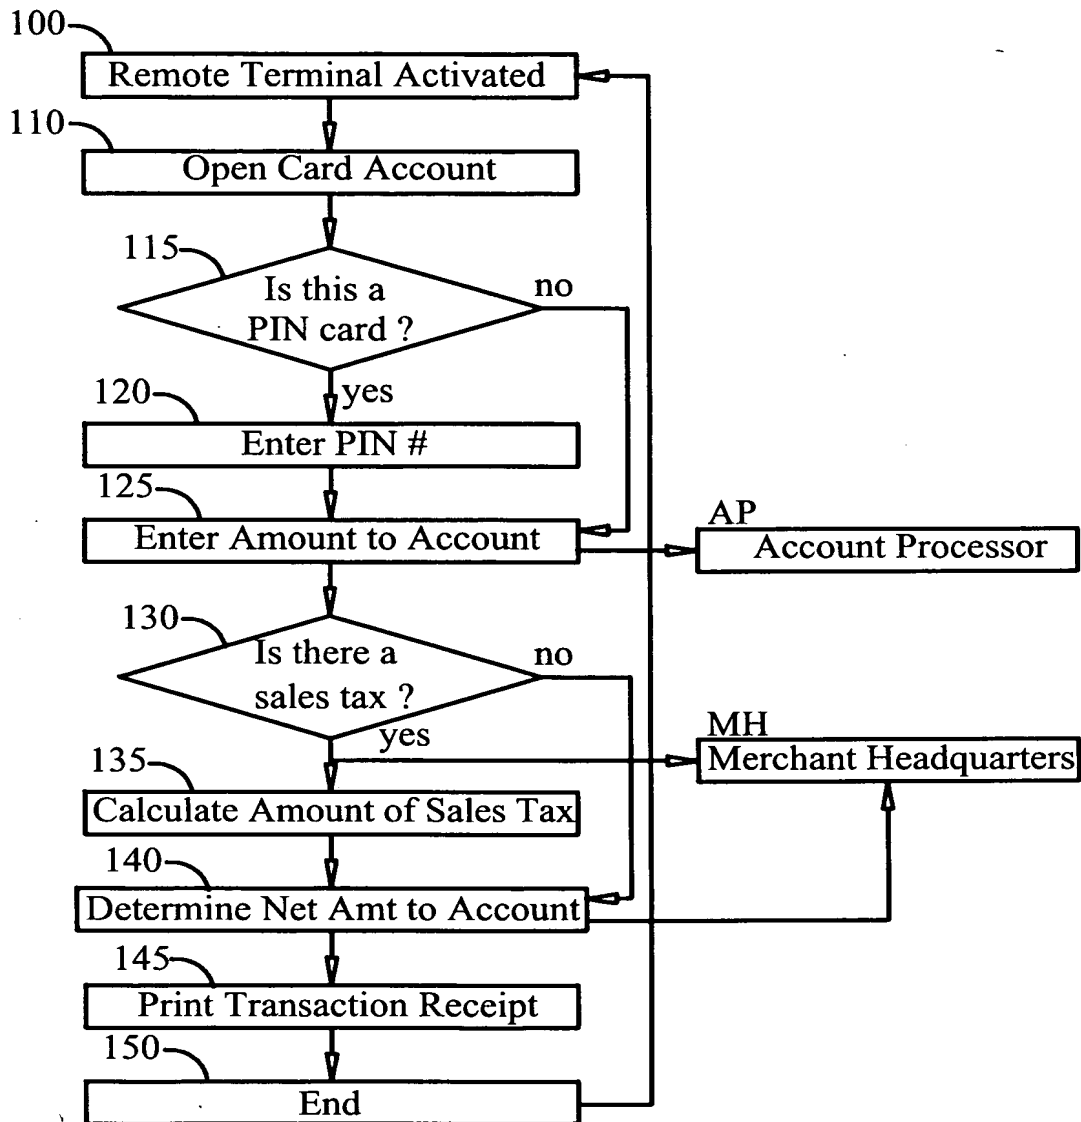 100
Remote Terminal Activated
110
Open Card Account
115
Is this a
PIN card ?
no
yes
120
Enter PIN #
125
Enter Amount to Account
AP
Account Processor
130
Is there a
sales tax ?
no
yes
MH
Merchant Headquarters
135
Calculate Amount of Sales Tax
140
Determine Net Amt to Account
145
Print Transaction Receipt
150
End